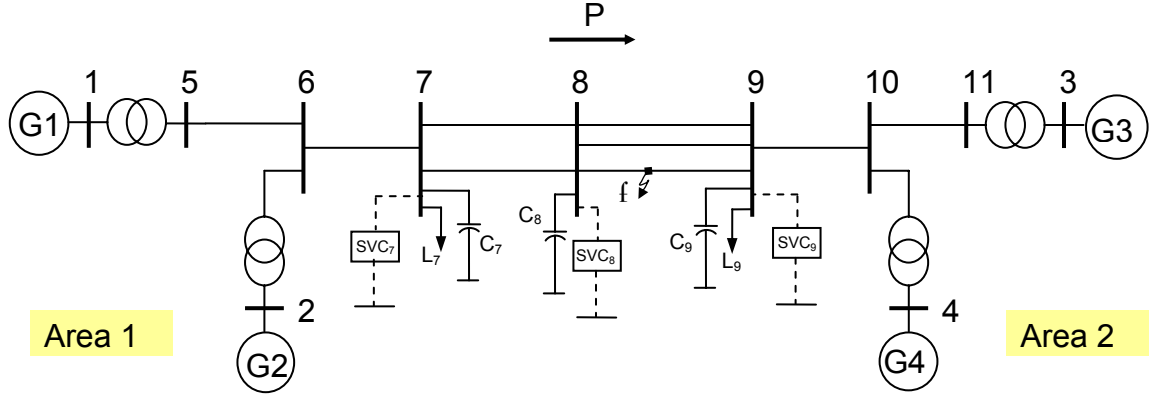 P
1 5 6 7 8 9 10 11 3
G1 G3
f
C8
SVC7 L7 C7 SVC8 C9 L9 SVC9
2 4
Area 1 Area 2
G2 G4